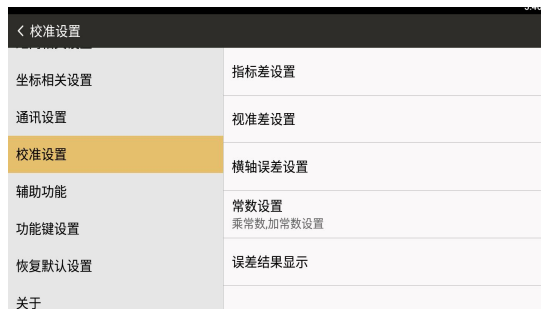 校准设置
坐标相关设置
通讯设置
校准设置
辅助功能
功能键设置
恢复默认设置
关于
指标差设置
视准差设置
横轴误差设置
常数设置
乘常数,加常数设置
误差结果显示